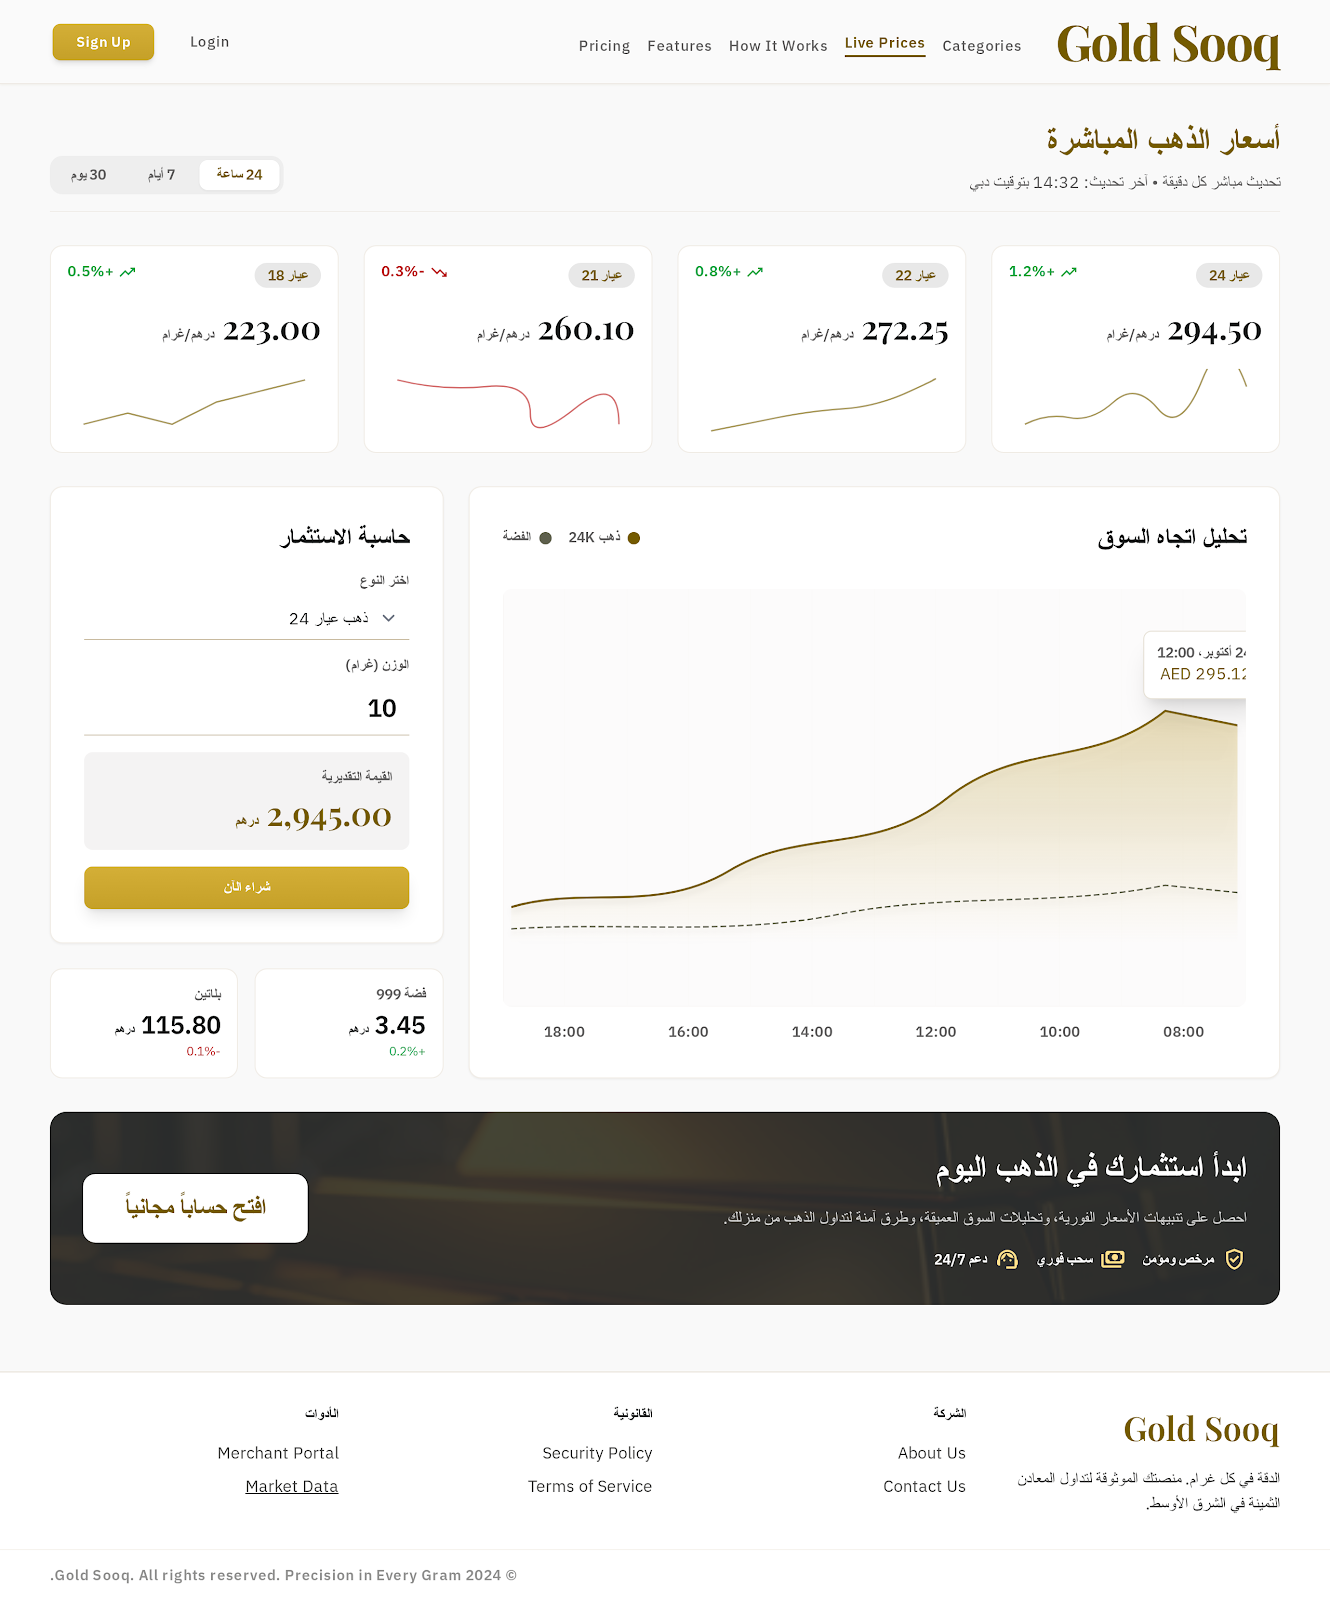 Gold Sooq
Categories
Live Prices
How It Works
Features
Pricing
Login
Sign Up
أسعار الذهب المباشرة
تحديث مباشر كل دقيقة • آخر تحديث: 14:32 بتوقيت دبي
24 ساعة
7 أيام
30 يوم
عيار 24
+1.2%
294.50 درهم/غرام
عيار 22
+0.8%
272.25 درهم/غرام
عيار 21
-0.3%
260.10 درهم/غرام
عيار 18
+0.5%
223.00 درهم/غرام
تحليل اتجاه السوق
ذهب 24K
الفضة
24 أكتوبر، 12:00
AED 295.12
08:00
10:00
12:00
14:00
16:00
18:00
حاسبة الاستثمار
اختر النوع
ذهب عيار 24
الوزن (غرام)
10
القيمة التقديرية
2,945.00 درهم
شراء الآن
فضة 999
3.45 درهم
+0.2%
بلاتين
115.80 درهم
-0.1%
ابدأ استثمارك في الذهب اليوم
احصل على تنبيهات الأسعار الفورية، وتحليلات السوق العميقة، وطرق آمنة لتداول الذهب من منزلك.
مرخص ومؤمن
سحب فوري
دعم 24/7
افتح حساباً مجانياً
Gold Sooq
الدقة في كل غرام. منصتك الموثوقة لتداول المعادن
الثمينة في الشرق الأوسط.
الشركة
About Us
Contact Us
القانونية
Security Policy
Terms of Service
الأدوات
Merchant Portal
Market Data
.Gold Sooq. All rights reserved. Precision in Every Gram 2024 ©